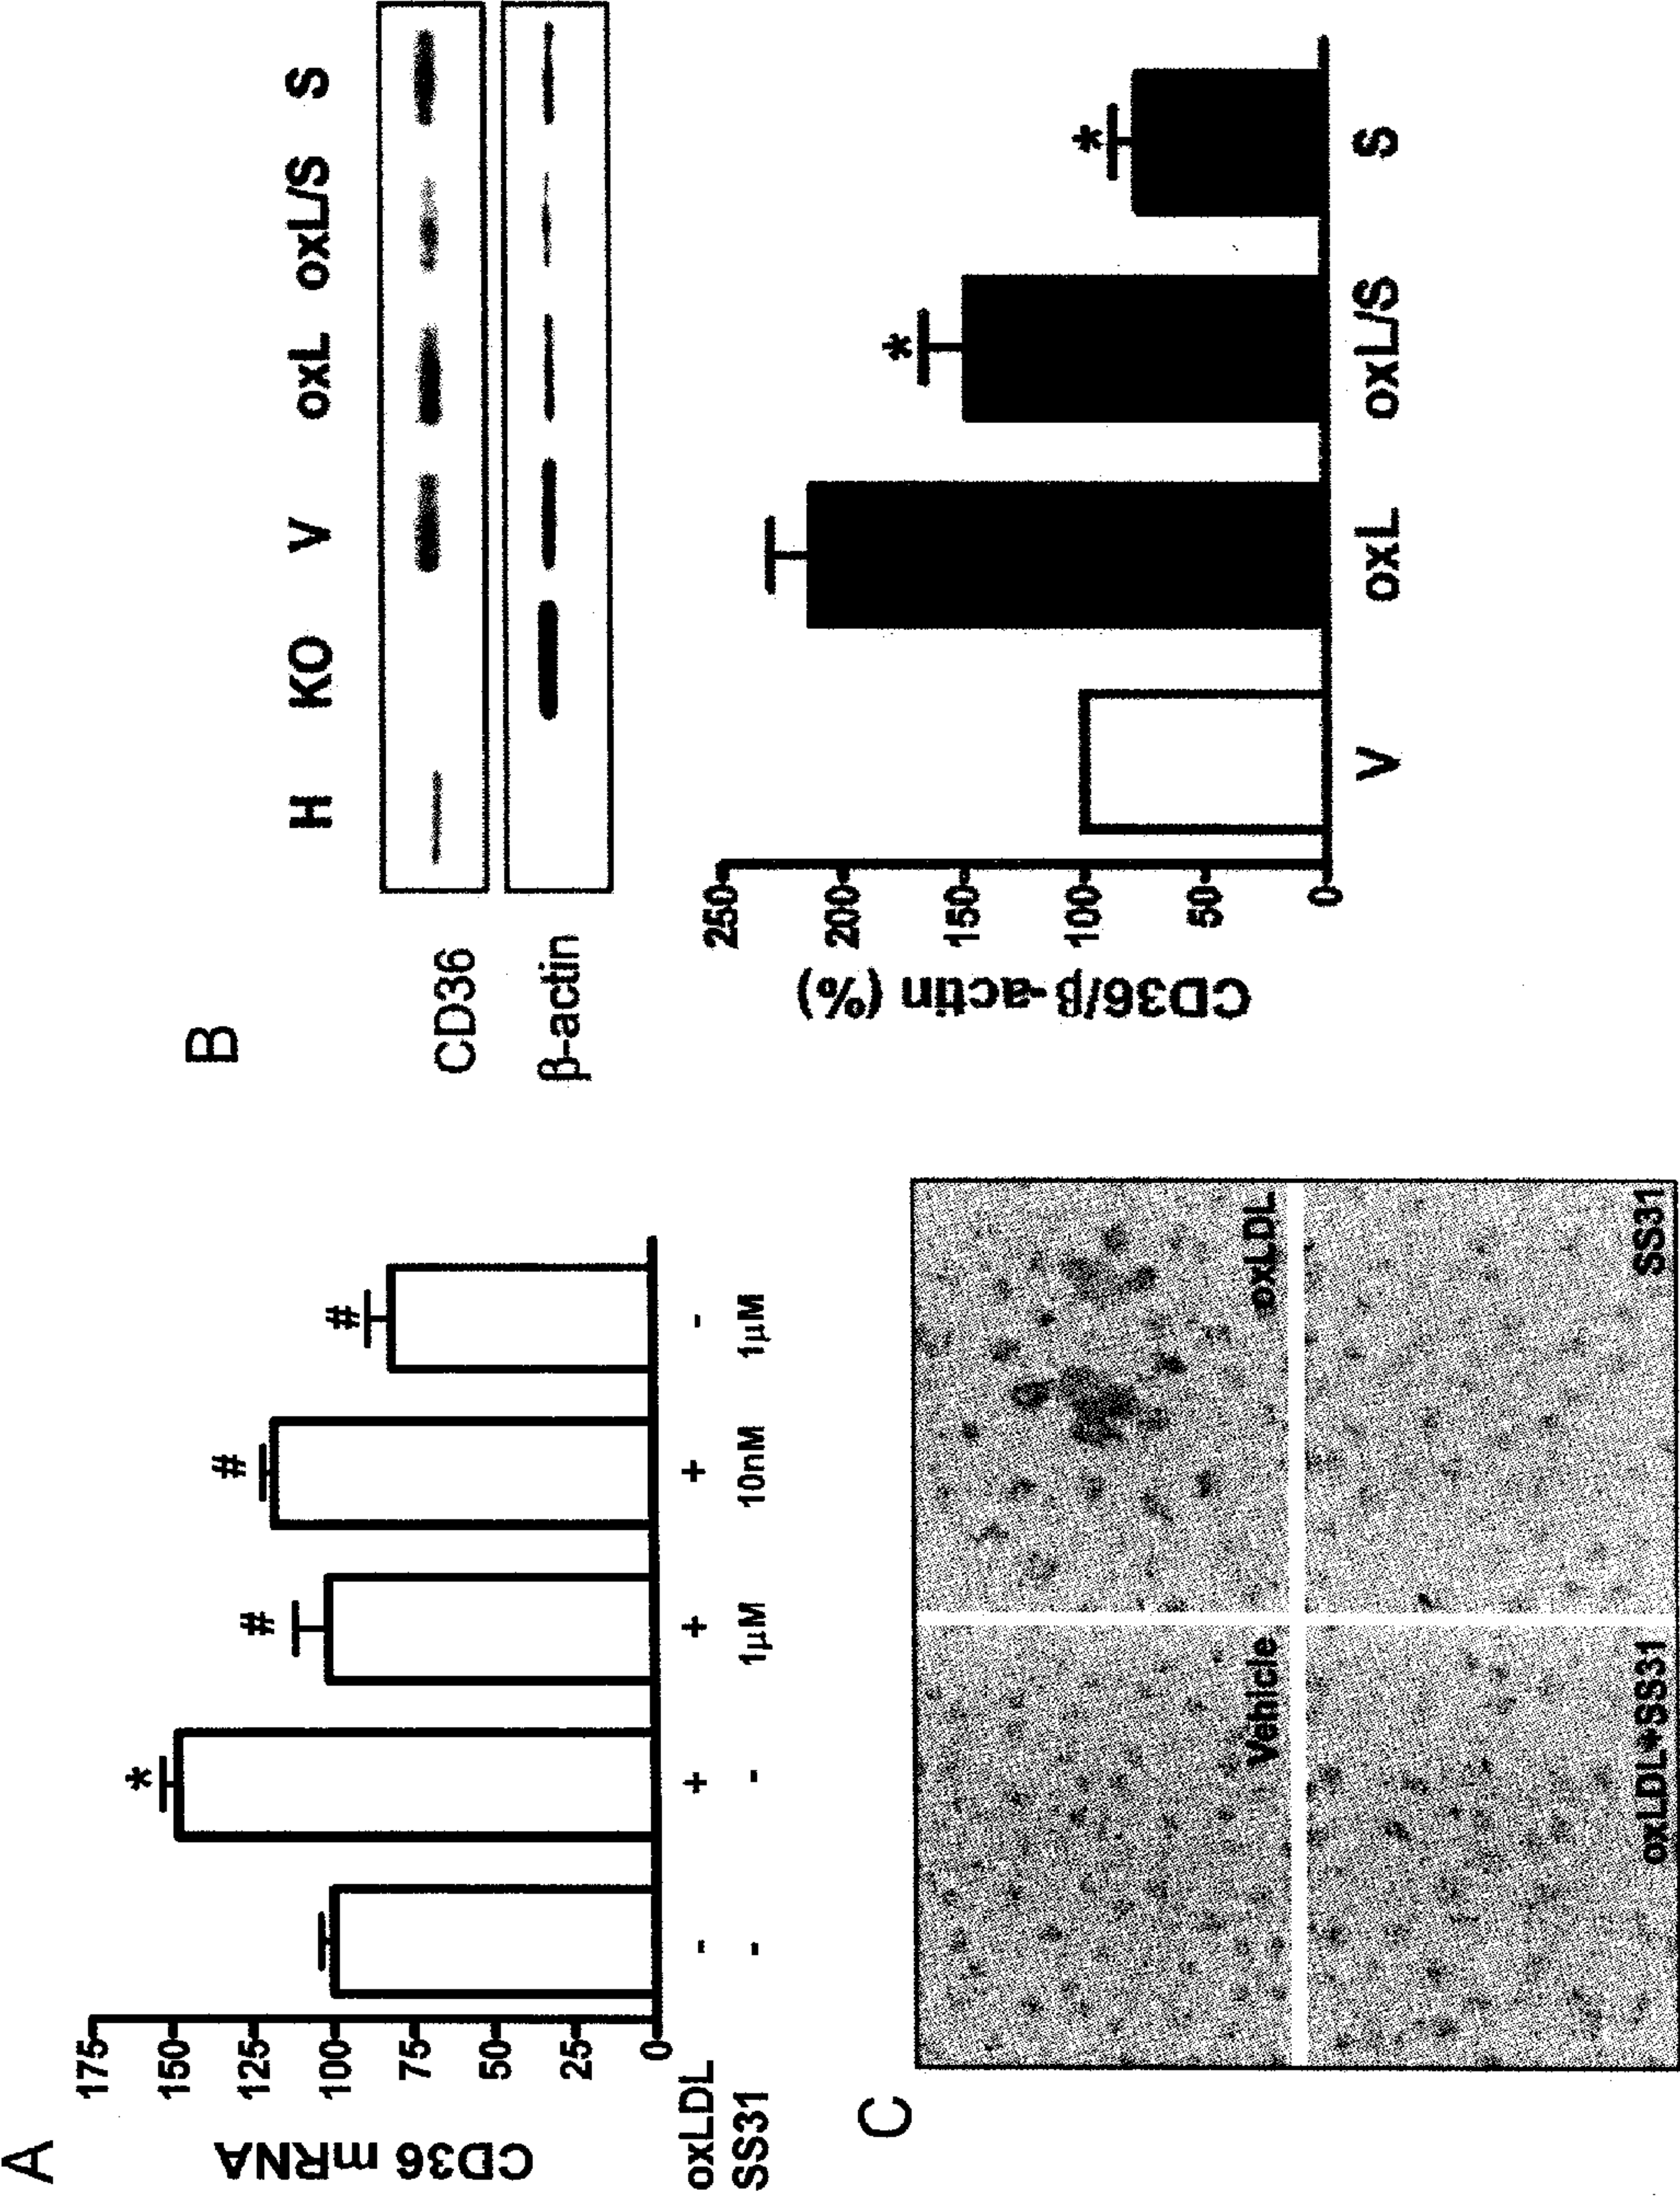 A
CD36 mRNA
175
150
125
100
75
50
25
0
* # # #
oxLDL - + + + -
SS31 - - 1µM 10nM 1µM
B
H KO V oxL oxL/S S
CD36
β-actin
CD36/β-actin (%)
250
200
150
100
50
0
* *
V oxL oxL/S S
C
Vehicle oxLDL
oxLDL+SS31 SS31